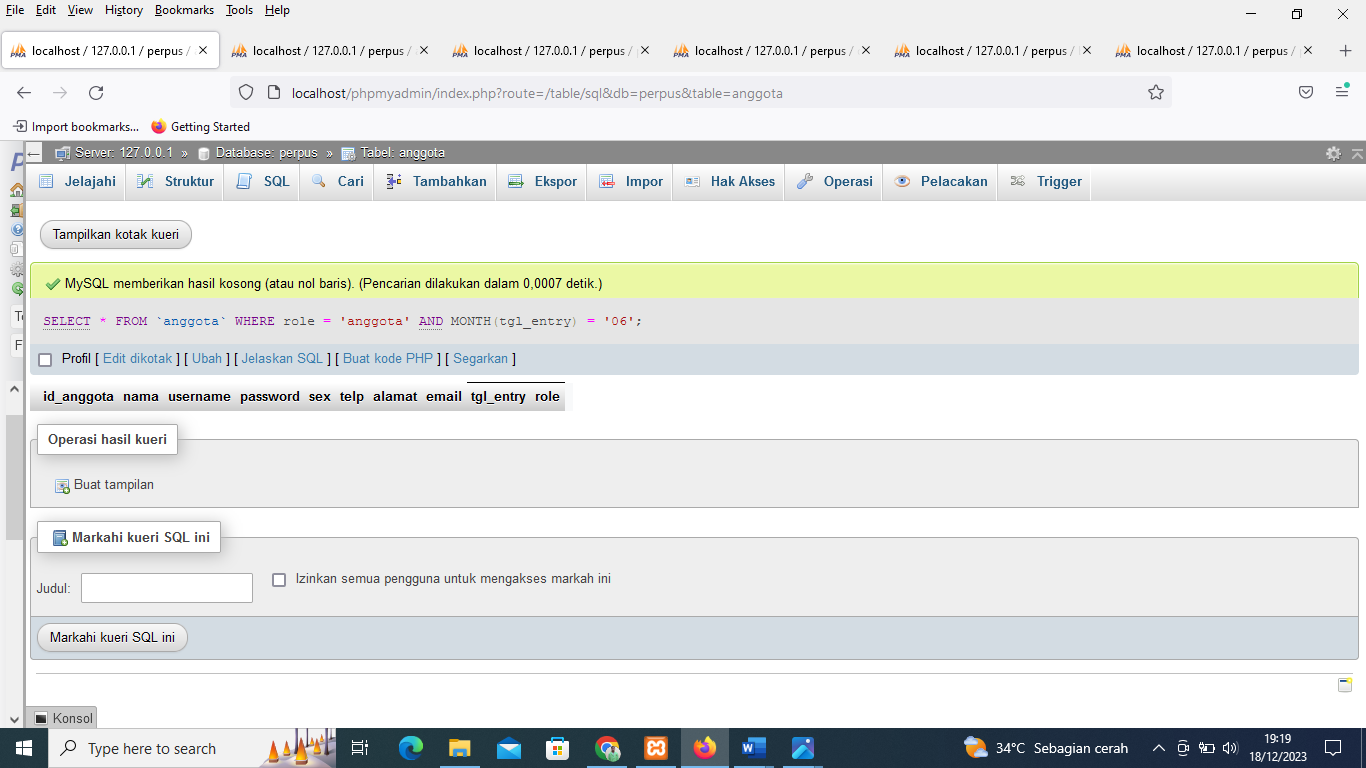 File Edit View History Bookmarks Tools Help
localhost / 127.0.0.1 / perpus / localhost / 127.0.0.1 / perpus / localhost / 127.0.0.1 / perpus / localhost / 127.0.0.1 / perpus / localhost / 127.0.0.1 / perpus / localhost / 127.0.0.1 / perpus /
localhost/phpmyadmin/index.php?route=/table/sql&db=perpus&table=anggota
Import bookmarks... Getting Started
Server: 127.0.0.1 » Database: perpus » Tabel: anggota
Jelajahi Struktur SQL Cari Tambahkan Ekspor Impor Hak Akses Operasi Pelacakan Trigger
Tampilkan kotak kueri
MySQL memberikan hasil kosong (atau nol baris). (Pencarian dilakukan dalam 0,0007 detik.)
SELECT * FROM `anggota` WHERE role = 'anggota' AND MONTH(tgl_entry) = '06';
Profil [ Edit dikotak ] [ Ubah ] [ Jelaskan SQL ] [ Buat kode PHP ] [ Segarkan ]
id_anggota nama username password sex telp alamat email tgl_entry role
Operasi hasil kueri
Buat tampilan
Markahi kueri SQL ini
Judul: Izinkan semua pengguna untuk mengakses markah ini
Markahi kueri SQL ini
Konsol
Type here to search
34°C Sebagian cerah
19:19
18/12/2023